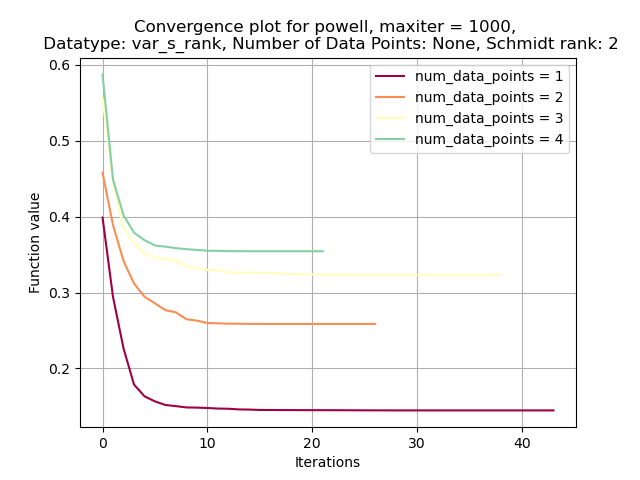 Convergence plot for powell, maxiter = 1000,
Datatype: var_s_rank, Number of Data Points: None, Schmidt rank: 2
num_data_points = 1
num_data_points = 2
num_data_points = 3
num_data_points = 4
Function value
0.6
0.5
0.4
0.3
0.2
0 10 20 30 40
Iterations